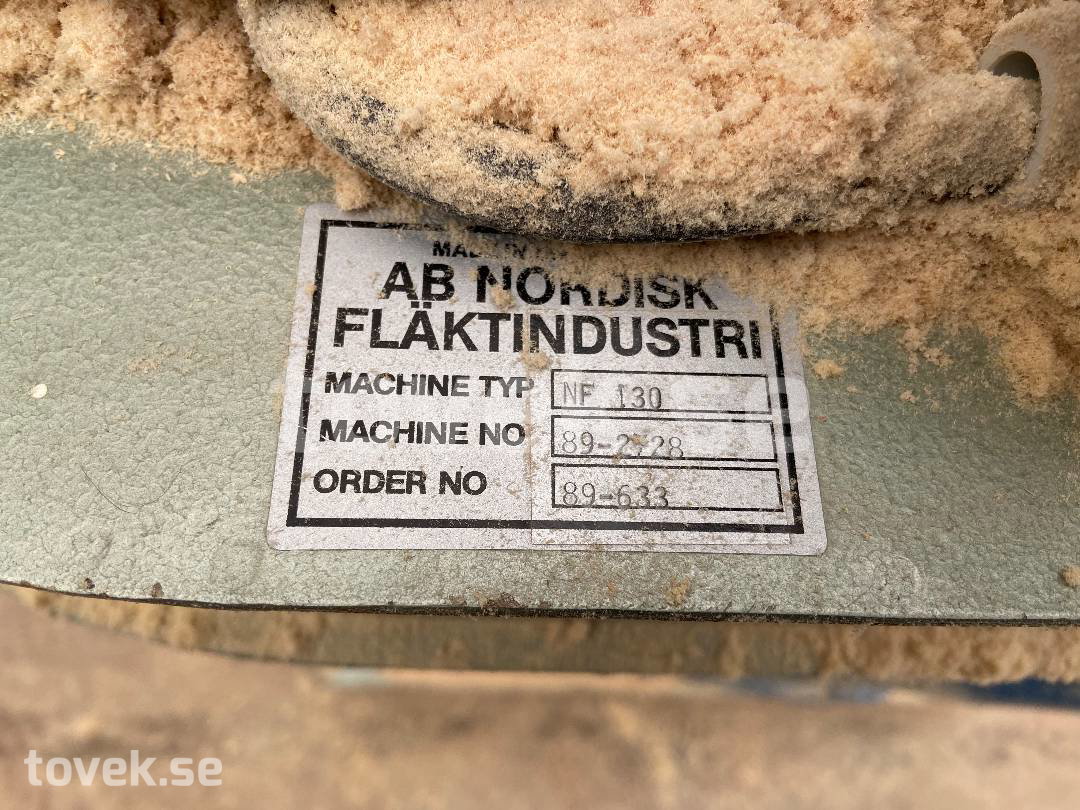 AB NORDISK
FLÄKTINDUSTRI
MACHINE TYP NF 130
MACHINE NO
ORDER NO 89-633
tovek.se